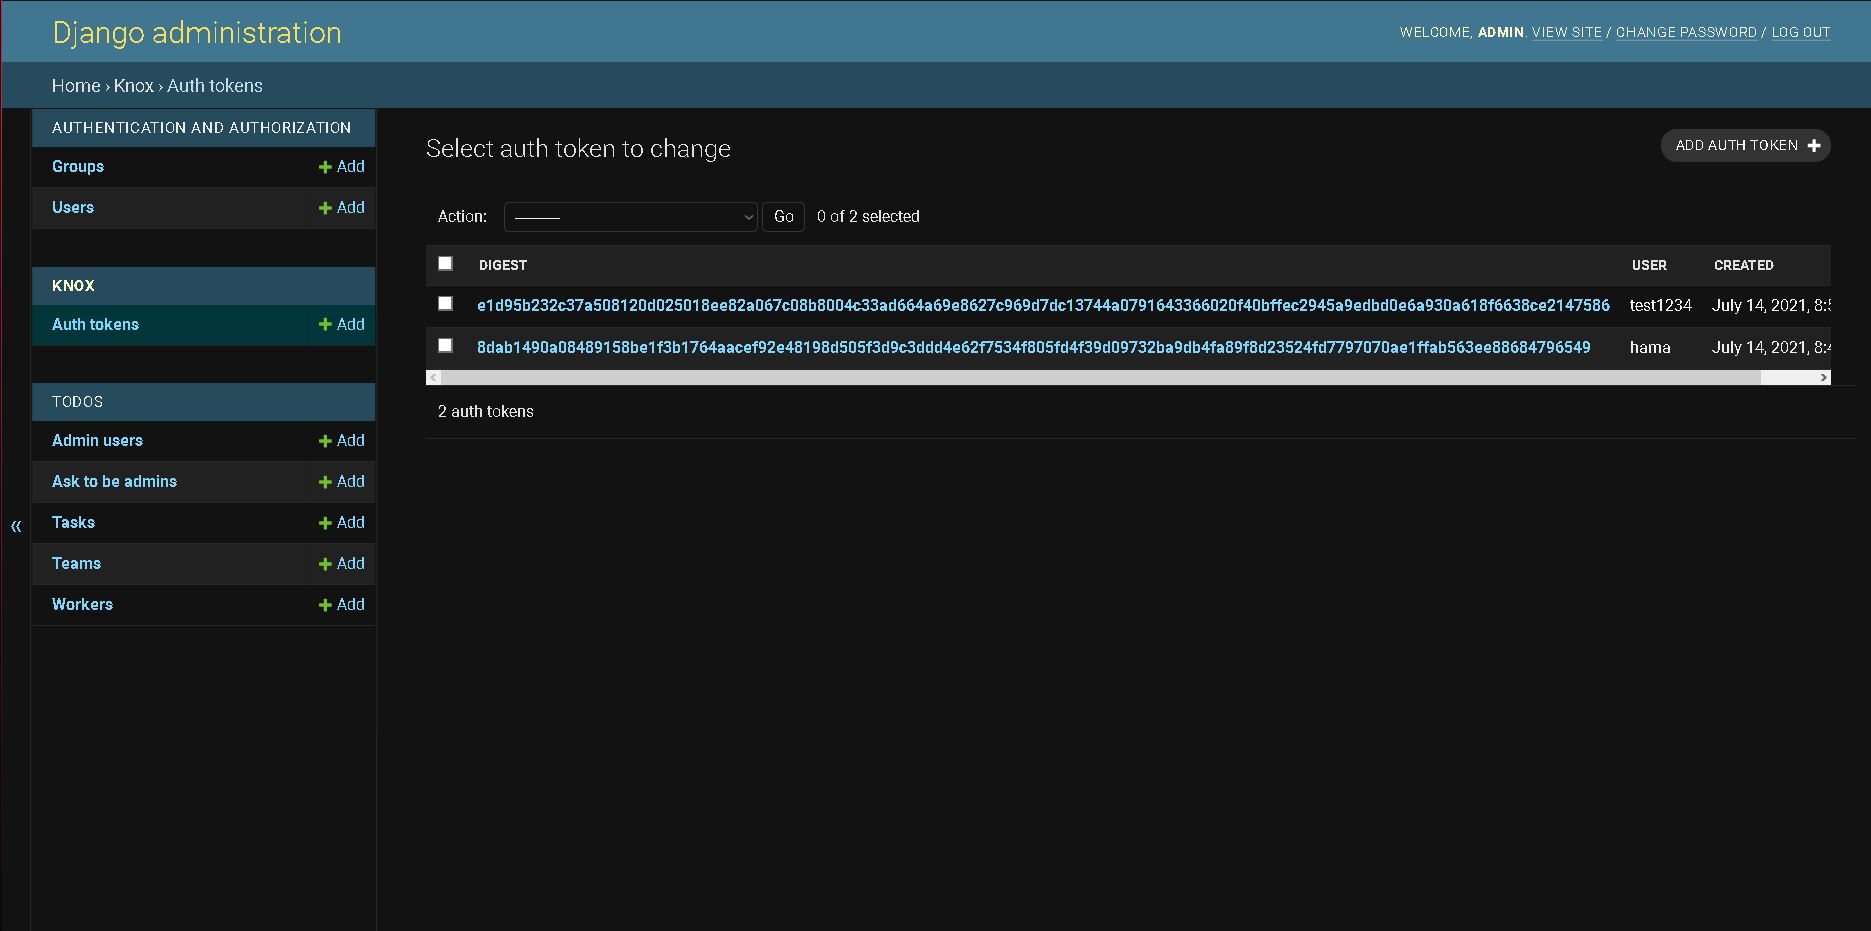 Django administration
WELCOME, ADMIN. VIEW SITE / CHANGE PASSWORD / LOG OUT
Home › Knox › Auth tokens
AUTHENTICATION AND AUTHORIZATION
Groups Add
Users Add
KNOX
Auth tokens Add
TODOS
Admin users Add
Ask to be admins Add
Tasks Add
Teams Add
Workers Add
«
Select auth token to change
ADD AUTH TOKEN
Action: --------- Go 0 of 2 selected
DIGEST USER CREATED
e1d95b232c37a508120d025018ee82a067c08b8004c33ad664a69e8627c969d7dc13744a0791643366020f40bffec2945a9edbd0e6a930a618f6638ce2147586 test1234 July 14, 2021, 8:5
8dab1490a08489158be1f3b1764aacef92e48198d505f3d9c3ddd4e62f7534f805fd4f39d09732ba9db4fa89f8d23524fd7797070ae1ffab563ee88684796549 hama July 14, 2021, 8:4
2 auth tokens